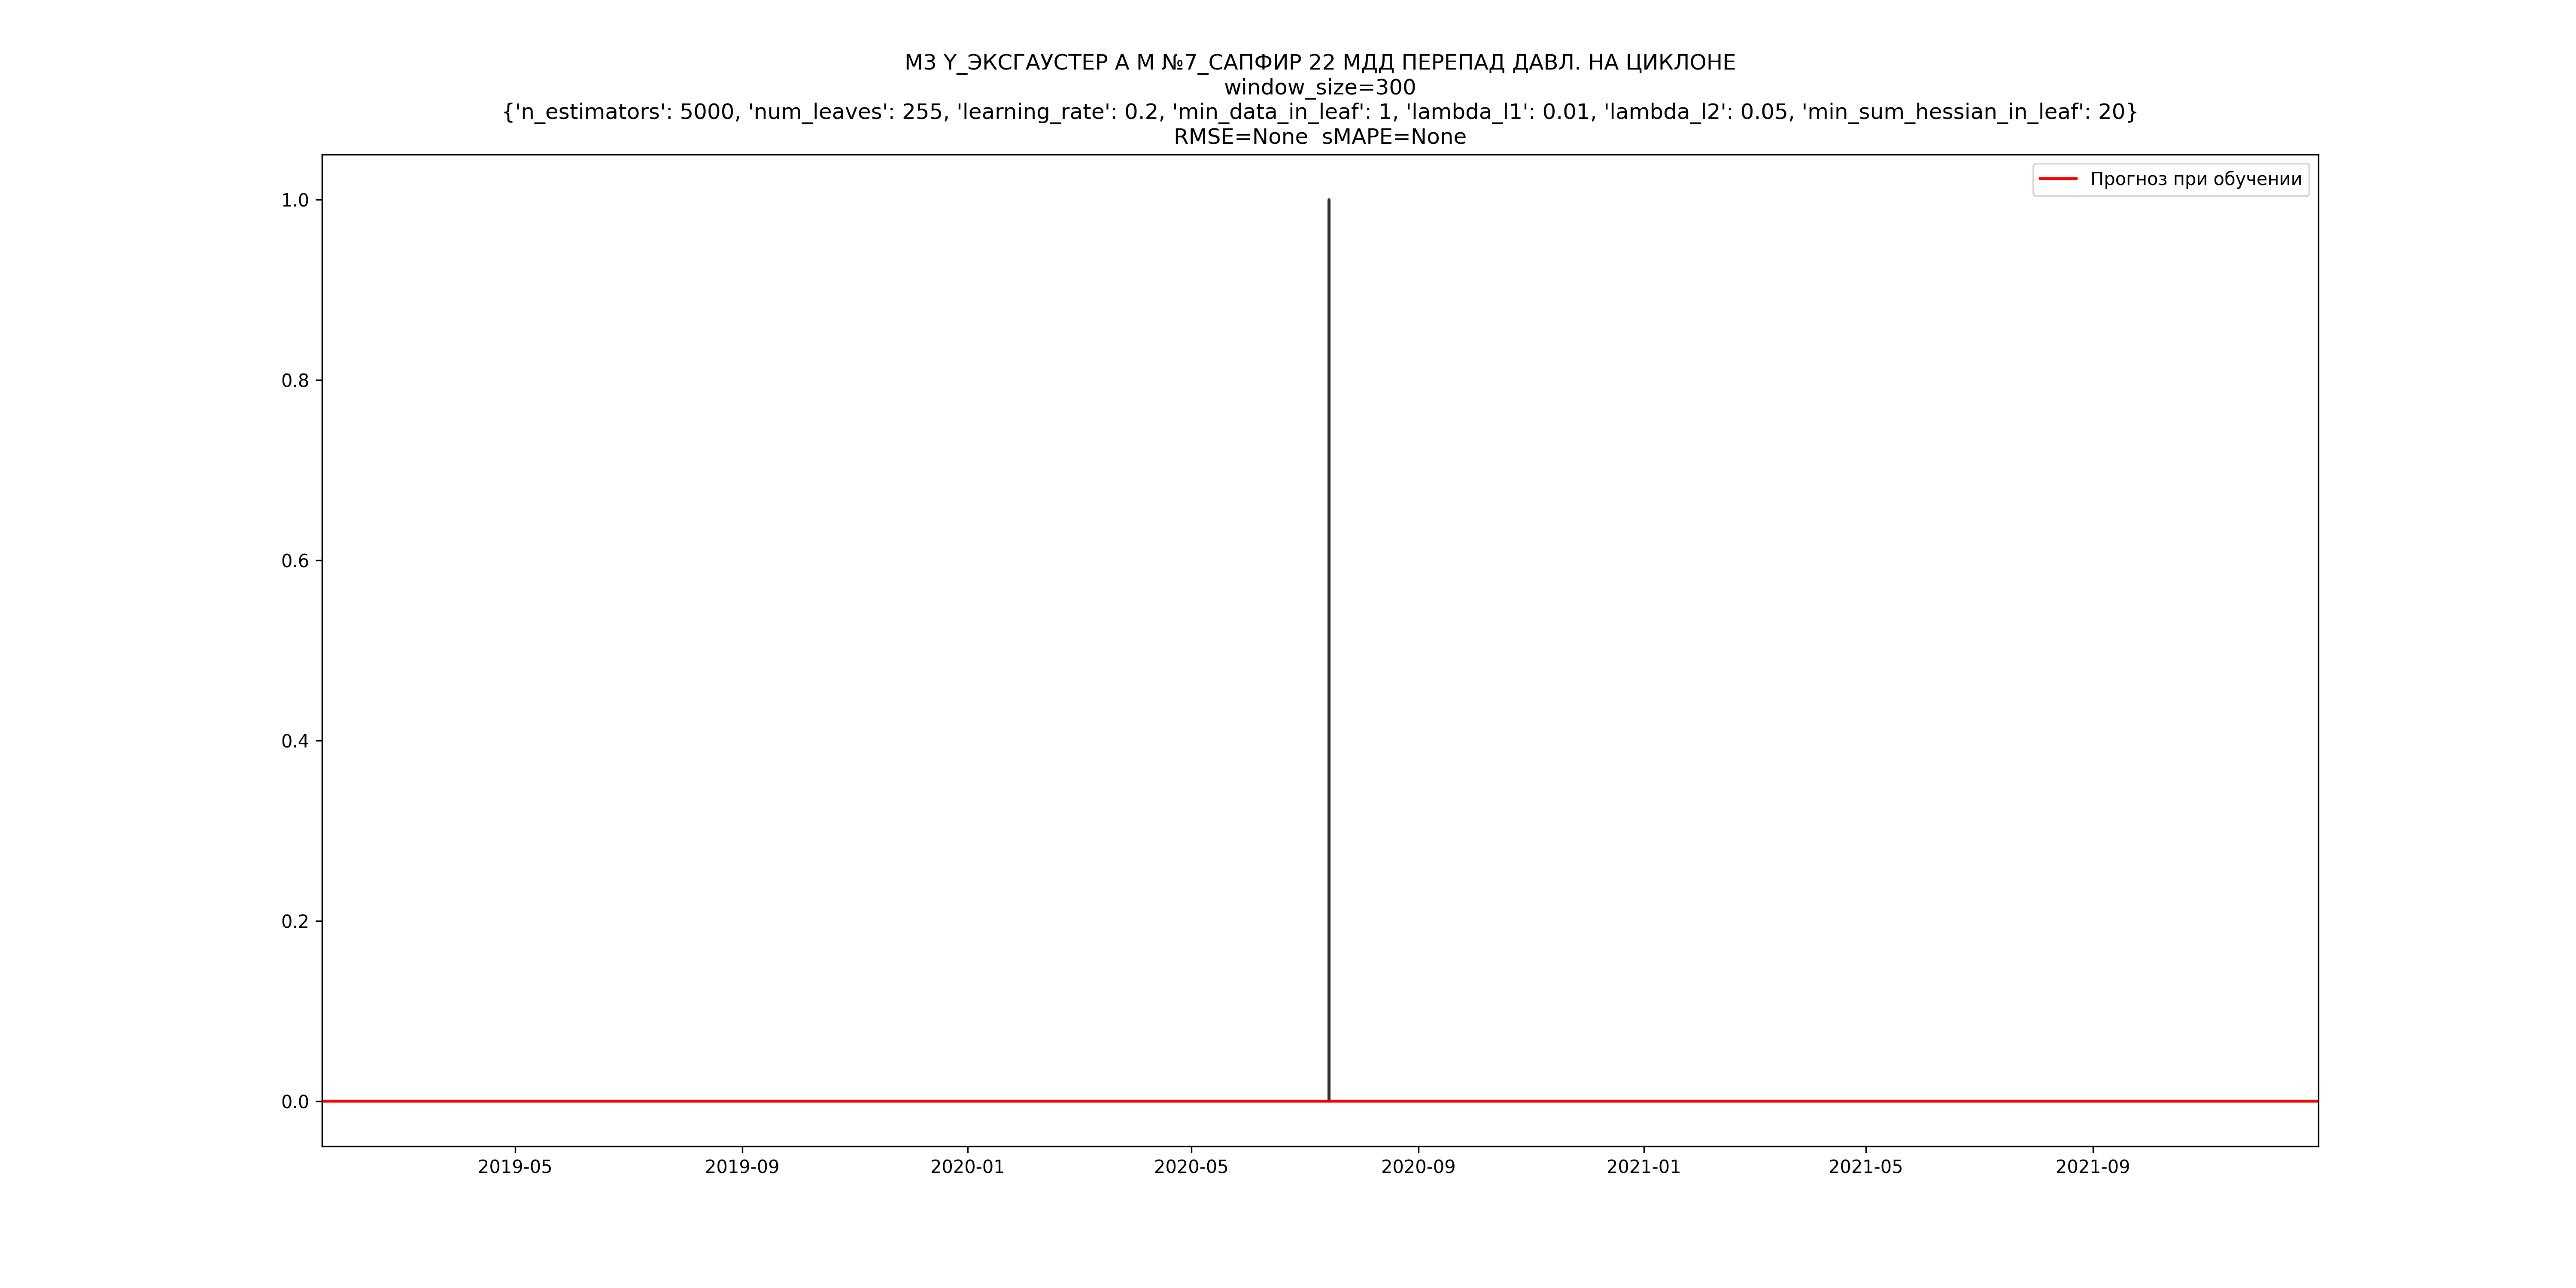 М3 Y_ЭКСГАУСТЕР А М №7_САПФИР 22 МДД ПЕРЕПАД ДАВЛ. НА ЦИКЛОНЕ
window_size=300
{'n_estimators': 5000, 'num_leaves': 255, 'learning_rate': 0.2, 'min_data_in_leaf': 1, 'lambda_l1': 0.01, 'lambda_l2': 0.05, 'min_sum_hessian_in_leaf': 20}
RMSE=None  sMAPE=None
Прогноз при обучении
1.0
0.8
0.6
0.4
0.2
0.0
2019-05
2019-09
2020-01
2020-05
2020-09
2021-01
2021-05
2021-09